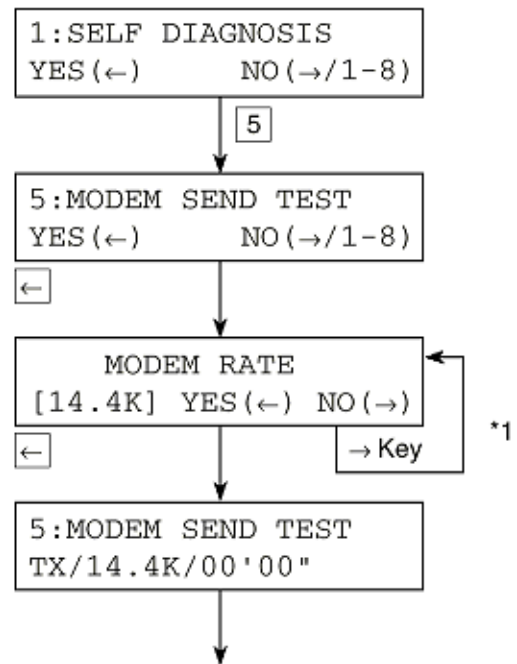 1:SELF DIAGNOSIS
YES(←) NO(→/1-8)
5
5:MODEM SEND TEST
YES(←) NO(→/1-8)
←
MODEM RATE
[14.4K] YES(←) NO(→)
←
→ Key
*1
5:MODEM SEND TEST
TX/14.4K/00'00"